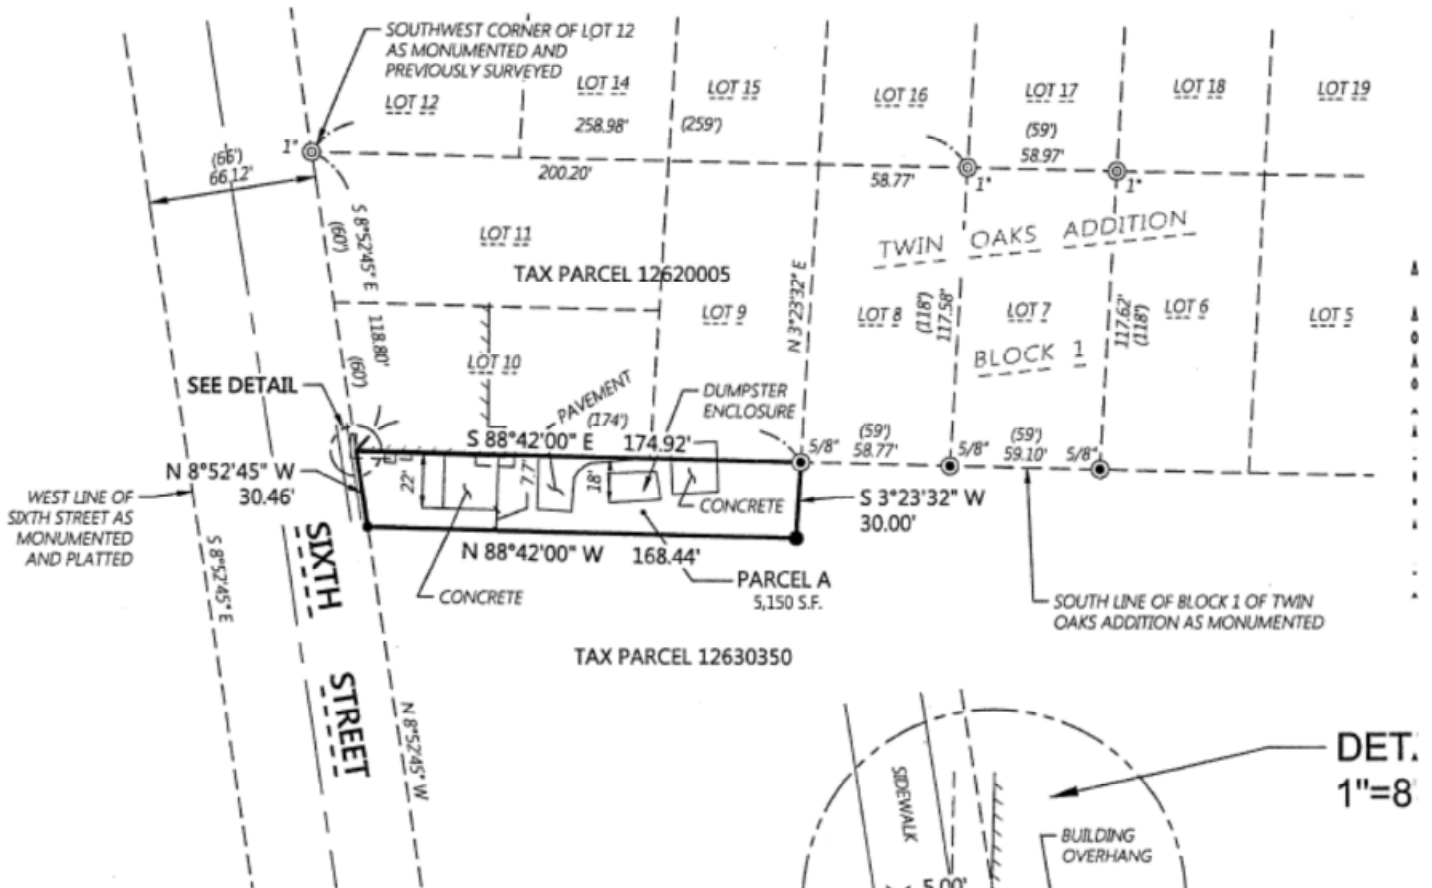 SOUTHWEST CORNER OF LOT 12
AS MONUMENTED AND
PREVIOUSLY SURVEYED
LOT 12
LOT 14
LOT 15
LOT 16
LOT 17
LOT 18
LOT 19
258.98'
(259')
(59')
58.97'
1"
(66')
66.12'
200.20'
58.77'
1"
1"
S 8°52'45" E
(60')
LOT 11
TAX PARCEL 12620005
TWIN OAKS ADDITION
N 3°23'32" E
LOT 9
LOT 8
(118')
117.58'
LOT 7
117.62'
(118')
LOT 6
LOT 5
BLOCK 1
118.80'
(60')
LOT 10
SEE DETAIL
PAVEMENT
DUMPSTER
ENCLOSURE
(174')
S 88°42'00" E 174.92'
5/8"
(59')
58.77'
5/8"
(59')
59.10'
5/8"
N 8°52'45" W
30.46'
22'
7.7'
18'
CONCRETE
S 3°23'32" W
30.00'
WEST LINE OF
SIXTH STREET AS
MONUMENTED
AND PLATTED
S 8°52'45" E
SIXTH
STREET
N 88°42'00" W 168.44'
CONCRETE
PARCEL A
5,150 S.F.
SOUTH LINE OF BLOCK 1 OF TWIN
OAKS ADDITION AS MONUMENTED
TAX PARCEL 12630350
N 8°52'45" W
SIDEWALK
DET
1"=8
BUILDING
OVERHANG
5.00'